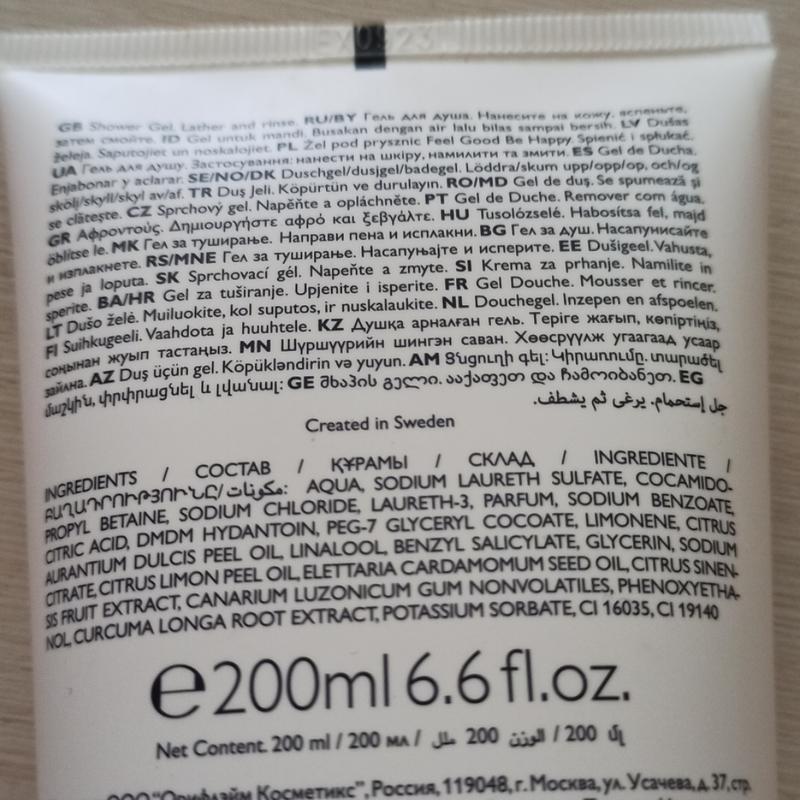 EX0923
GB Shower Gel. Lather and rinse. RU/BY Гель для душа. Нанесите на кожу, вспеньте,
затем смойте. ID Gel untuk mandi. Busakan dengan air lalu bilas sampai bersih. LV Dušas
želeja. Saputojiet un noskalojiet. PL Żel pod prysznic Feel Good Be Happy. Spienić i spłukać.
UA Гель для душу. Застосування: нанести на шкіру, намилити та змити. ES Gel de Ducha.
Enjabonar y aclarar. SE/NO/DK Duschgel/dusjgel/badegel. Löddra/skum upp/opp/op, och/og
skölj/skyll/skyl av/af. TR Duş Jeli. Köpürtün ve durulayın. RO/MD Gel de duş. Se spumează și
se clătește. CZ Sprchový gel. Napěňte a opláchněte. PT Gel de Duche. Remover com água.
GR Αφροντούς. Δημιουργήστε αφρό και ξεβγάλτε. HU Tusolózselé. Habosítsa fel, majd
öblítse le. MK Гел за туширање. Направи пена и исплакни. BG Гел за душ. Насапунисайте
и изплакнете. RS/MNE Гел за туширање. Насапуњајте и исперите. EE Dušigeel. Vahusta,
pese ja loputa. SK Sprchovací gél. Napeňte a zmyte. SI Krema za prhanje. Namilite in
sperite. BA/HR Gel za tuširanje. Upjenite i isperite. FR Gel Douche. Mousser et rincer.
LT Dušo želė. Muiluokite, kol suputos, ir nuskalaukite. NL Douchegel. Inzepen en afspoelen.
FI Suihkugeeli. Vaahdota ja huuhtele. KZ Душқа арналған гель. Теріге жағып, көпіртіңіз,
соңынан жуып тастаңыз. MN Шүршүүрийн шингэн саван. Хөөсрүүлж угаагаад усаар
зайлна. AZ Duş üçün gel. Köpükləndirin və yuyun. AM Ցնցուղի գել: Կիրառումը. տարածել
մաշկին, փրփրացնել և լվանալ: GE შხაპის გელი. ააქაფეთ და ჩამოიბანეთ. EG
جل إستحمام. يرغى ثم يشطف.
Created in Sweden
INGREDIENTS / СОСТАВ / ҚҰРАМЫ / СКЛАД / INGREDIENTE /
ԲԱՂԱԴՐՈՒԹՅՈՒՆԸ/ مكونات: AQUA, SODIUM LAURETH SULFATE, COCAMIDO-
PROPYL BETAINE, SODIUM CHLORIDE, LAURETH-3, PARFUM, SODIUM BENZOATE,
CITRIC ACID, DMDM HYDANTOIN, PEG-7 GLYCERYL COCOATE, LIMONENE, CITRUS
AURANTIUM DULCIS PEEL OIL, LINALOOL, BENZYL SALICYLATE, GLYCERIN, SODIUM
CITRATE, CITRUS LIMON PEEL OIL, ELETTARIA CARDAMOMUM SEED OIL, CITRUS SINEN-
SIS FRUIT EXTRACT, CANARIUM LUZONICUM GUM NONVOLATILES, PHENOXYETHA-
NOL, CURCUMA LONGA ROOT EXTRACT, POTASSIUM SORBATE, CI 16035, CI 19140
e 200ml 6.6 fl.oz.
Net Content. 200 ml / 200 мл / الوزن 200 ملل / 200 մլ
ООО "Орифлэйм Косметикс", Россия, 119048, г. Москва, ул. Усачева, д. 37, стр.